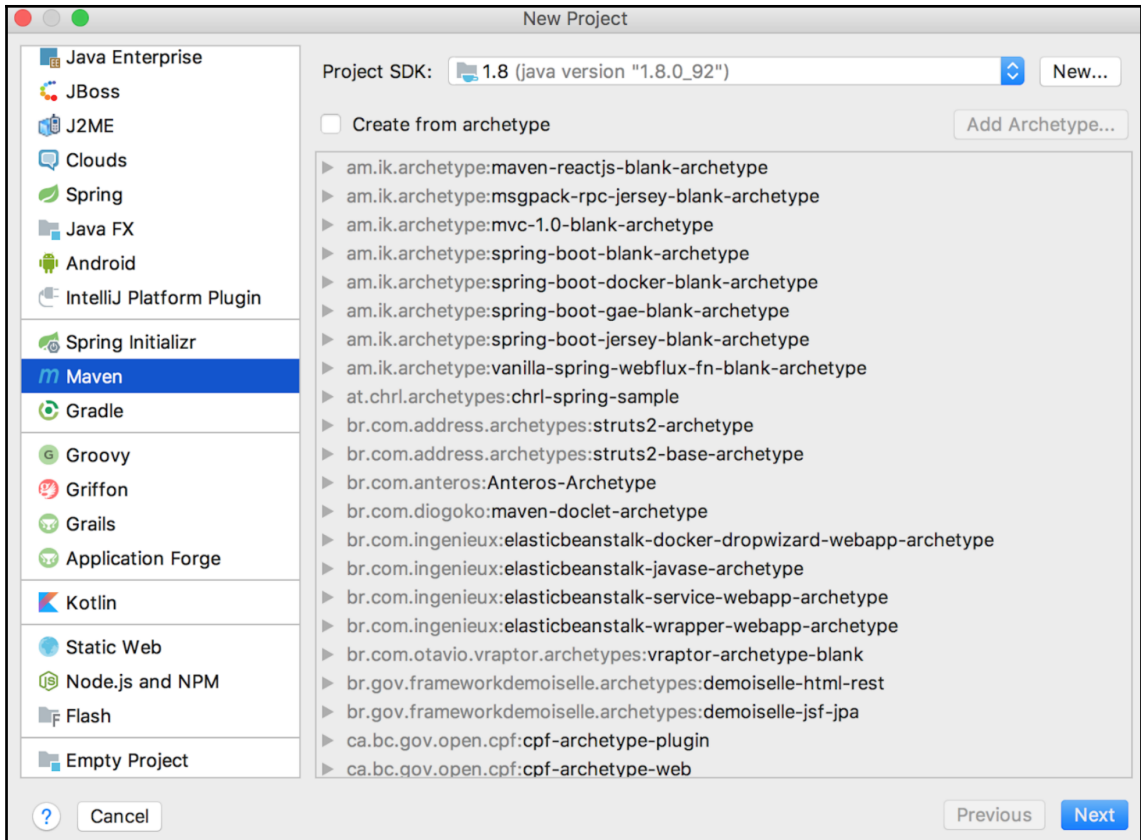 New Project
Java Enterprise
JBoss
J2ME
Clouds
Spring
Java FX
Android
IntelliJ Platform Plugin
Spring Initializr
Maven
Gradle
Groovy
Griffon
Grails
Application Forge
Kotlin
Static Web
Node.js and NPM
Flash
Empty Project
Project SDK: 1.8 (java version "1.8.0_92") New...
Create from archetype Add Archetype...
am.ik.archetype:maven-reactjs-blank-archetype
am.ik.archetype:msgpack-rpc-jersey-blank-archetype
am.ik.archetype:mvc-1.0-blank-archetype
am.ik.archetype:spring-boot-blank-archetype
am.ik.archetype:spring-boot-docker-blank-archetype
am.ik.archetype:spring-boot-gae-blank-archetype
am.ik.archetype:spring-boot-jersey-blank-archetype
am.ik.archetype:vanilla-spring-webflux-fn-blank-archetype
at.chrl.archetypes:chrl-spring-sample
br.com.address.archetypes:struts2-archetype
br.com.address.archetypes:struts2-base-archetype
br.com.anteros:Anteros-Archetype
br.com.diogoko:maven-doclet-archetype
br.com.ingenieux:elasticbeanstalk-docker-dropwizard-webapp-archetype
br.com.ingenieux:elasticbeanstalk-javase-archetype
br.com.ingenieux:elasticbeanstalk-service-webapp-archetype
br.com.ingenieux:elasticbeanstalk-wrapper-webapp-archetype
br.com.otavio.vraptor.archetypes:vraptor-archetype-blank
br.gov.frameworkdemoiselle.archetypes:demoiselle-html-rest
br.gov.frameworkdemoiselle.archetypes:demoiselle-jsf-jpa
ca.bc.gov.open.cpf:cpf-archetype-plugin
ca.bc.gov.open.cpf:cpf-archetype-web
? Cancel Previous Next